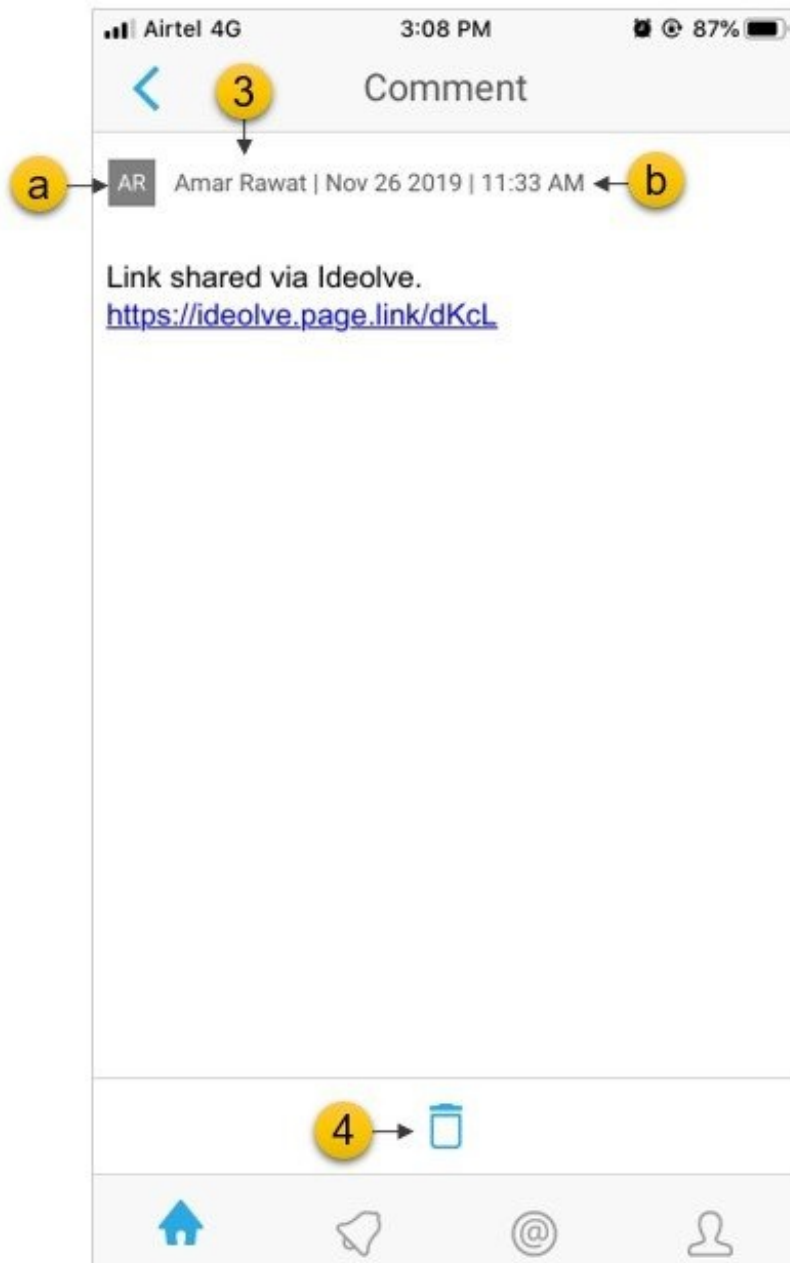 Airtel 4G 3:08 PM 87%
Comment
3
a AR Amar Rawat | Nov 26 2019 | 11:33 AM b
Link shared via Ideolve.
https://ideolve.page.link/dKcL
4
@